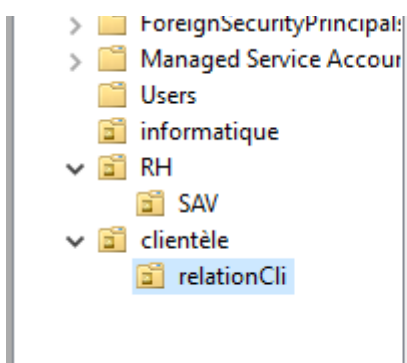 ForeignSecurityPrincipals
Managed Service Accour
Users
informatique
RH
SAV
clientèle
relationCli